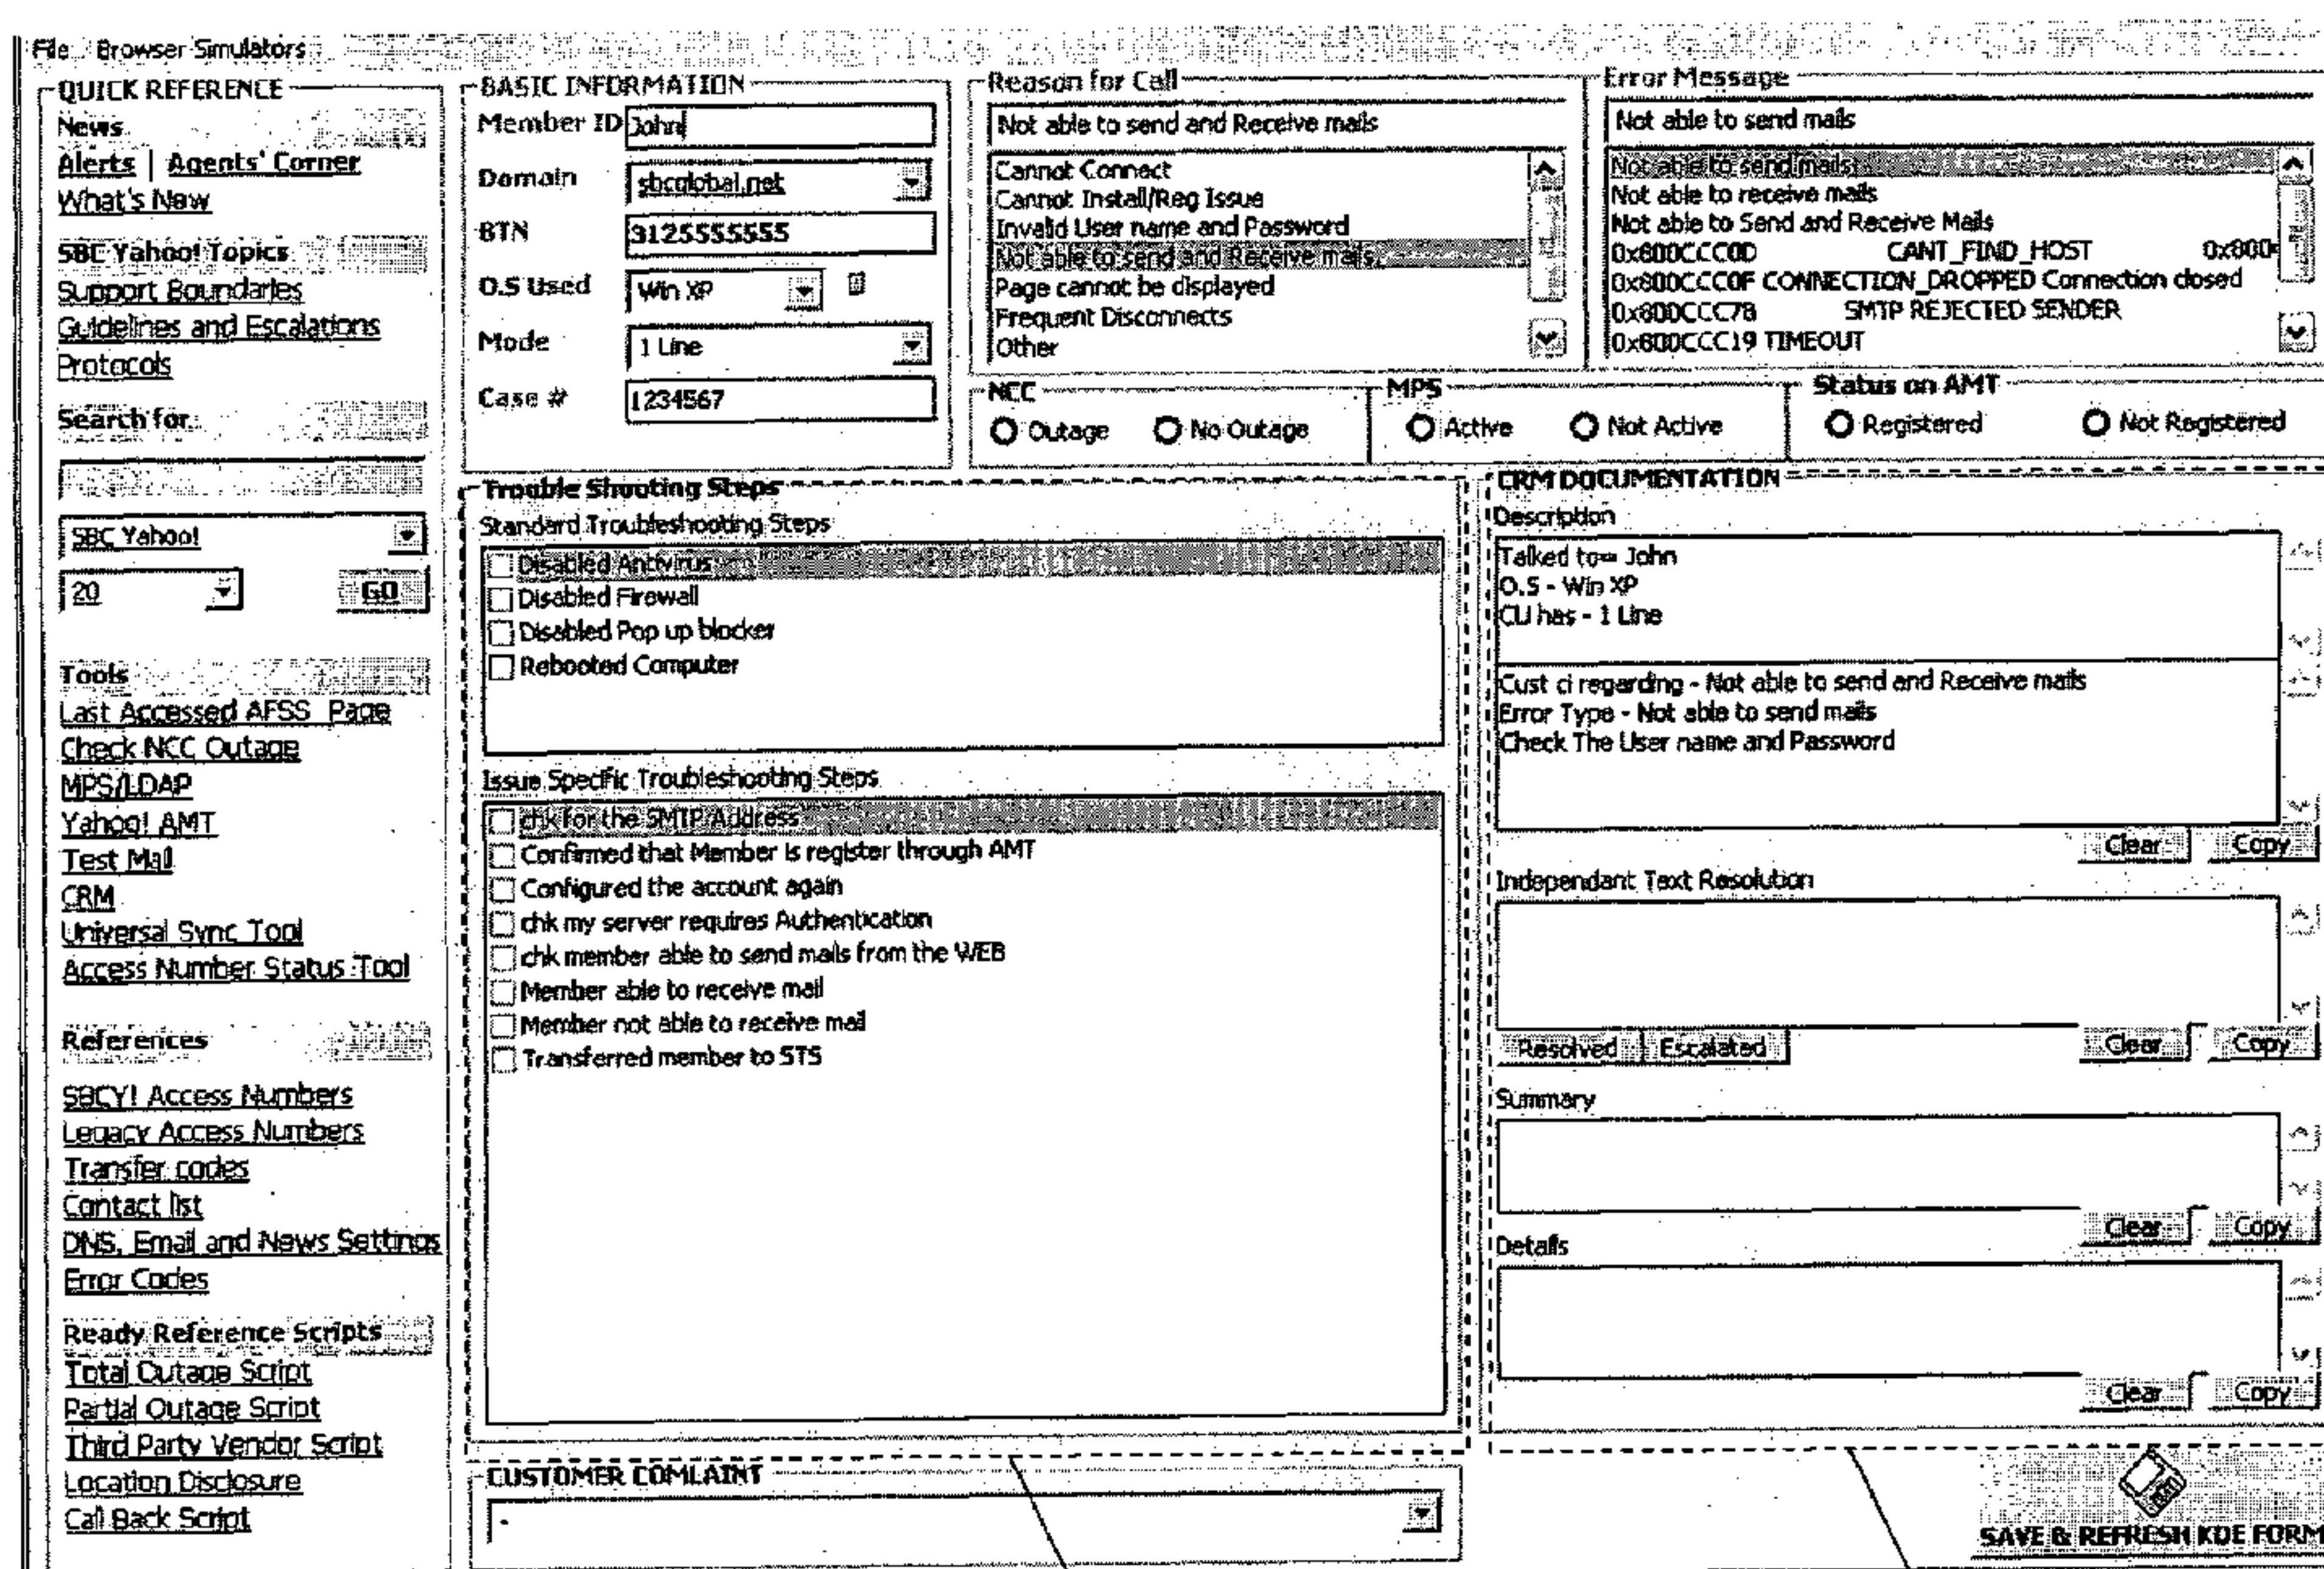 File Browser Simulators
QUICK REFERENCE
News
Alerts | Agents' Corner
What's New
SBC Yahoo! Topics
Support Boundaries
Guidelines and Escalations
Protocols
Search for
SBC Yahoo!
20 GO
Tools
Last Accessed AFSS Page
Check NCC Outage
MPS/LDAP
Yahoo! AMT
Test Mail
CRM
Universal Sync Tool
Access Number Status Tool
References
SBCY! Access Numbers
Legacy Access Numbers
Transfer codes
Contact list
DNS, Email and News Settings
Error Codes
Ready Reference Scripts
Total Outage Script
Partial Outage Script
Third Party Vendor Script
Location Disclosure
Call Back Script
BASIC INFORMATION
Member ID John
Domain sbcglobal.net
BTN 3125555555
O.S Used Win XP
Mode 1 Line
Case # 1234567
Reason for Call
Not able to send and Receive mails
Cannot Connect
Cannot Install/Reg Issue
Invalid User name and Password
Not able to send and Receive mails
Page cannot be displayed
Frequent Disconnects
Other
Error Message
Not able to send mails
Not able to send mails
Not able to receive mails
Not able to Send and Receive Mails
0x800CCC0D CANT_FIND_HOST 0x800
0x800CCC0F CONNECTION_DROPPED Connection closed
0x800CCC78 SMTP REJECTED SENDER
0x800CCC19 TIMEOUT
NCC
Outage No Outage
MPS
Active Not Active
Status on AMT
Registered Not Registered
Trouble Shooting Steps
Standard Troubleshooting Steps
Disabled Antivirus
Disabled Firewall
Disabled Pop up blocker
Rebooted Computer
Issue Specific Troubleshooting Steps
chk for the SMTP Address
Confirmed that Member is register through AMT
Configured the account again
chk my server requires Authentication
chk member able to send mails from the WEB
Member able to receive mail
Member not able to receive mail
Transferred member to STS
CUSTOMER COMLAINT
-
CRM DOCUMENTATION
Description
Talked to= John
O.S - Win XP
CU has - 1 Line
Cust ci regarding - Not able to send and Receive mails
Error Type - Not able to send mails
Check The User name and Password
Clear Copy
Independant Text Resolution
Resolved Escalated Clear Copy
Summary
Clear Copy
Details
Clear Copy
SAVE & REFRESH KDE FORM